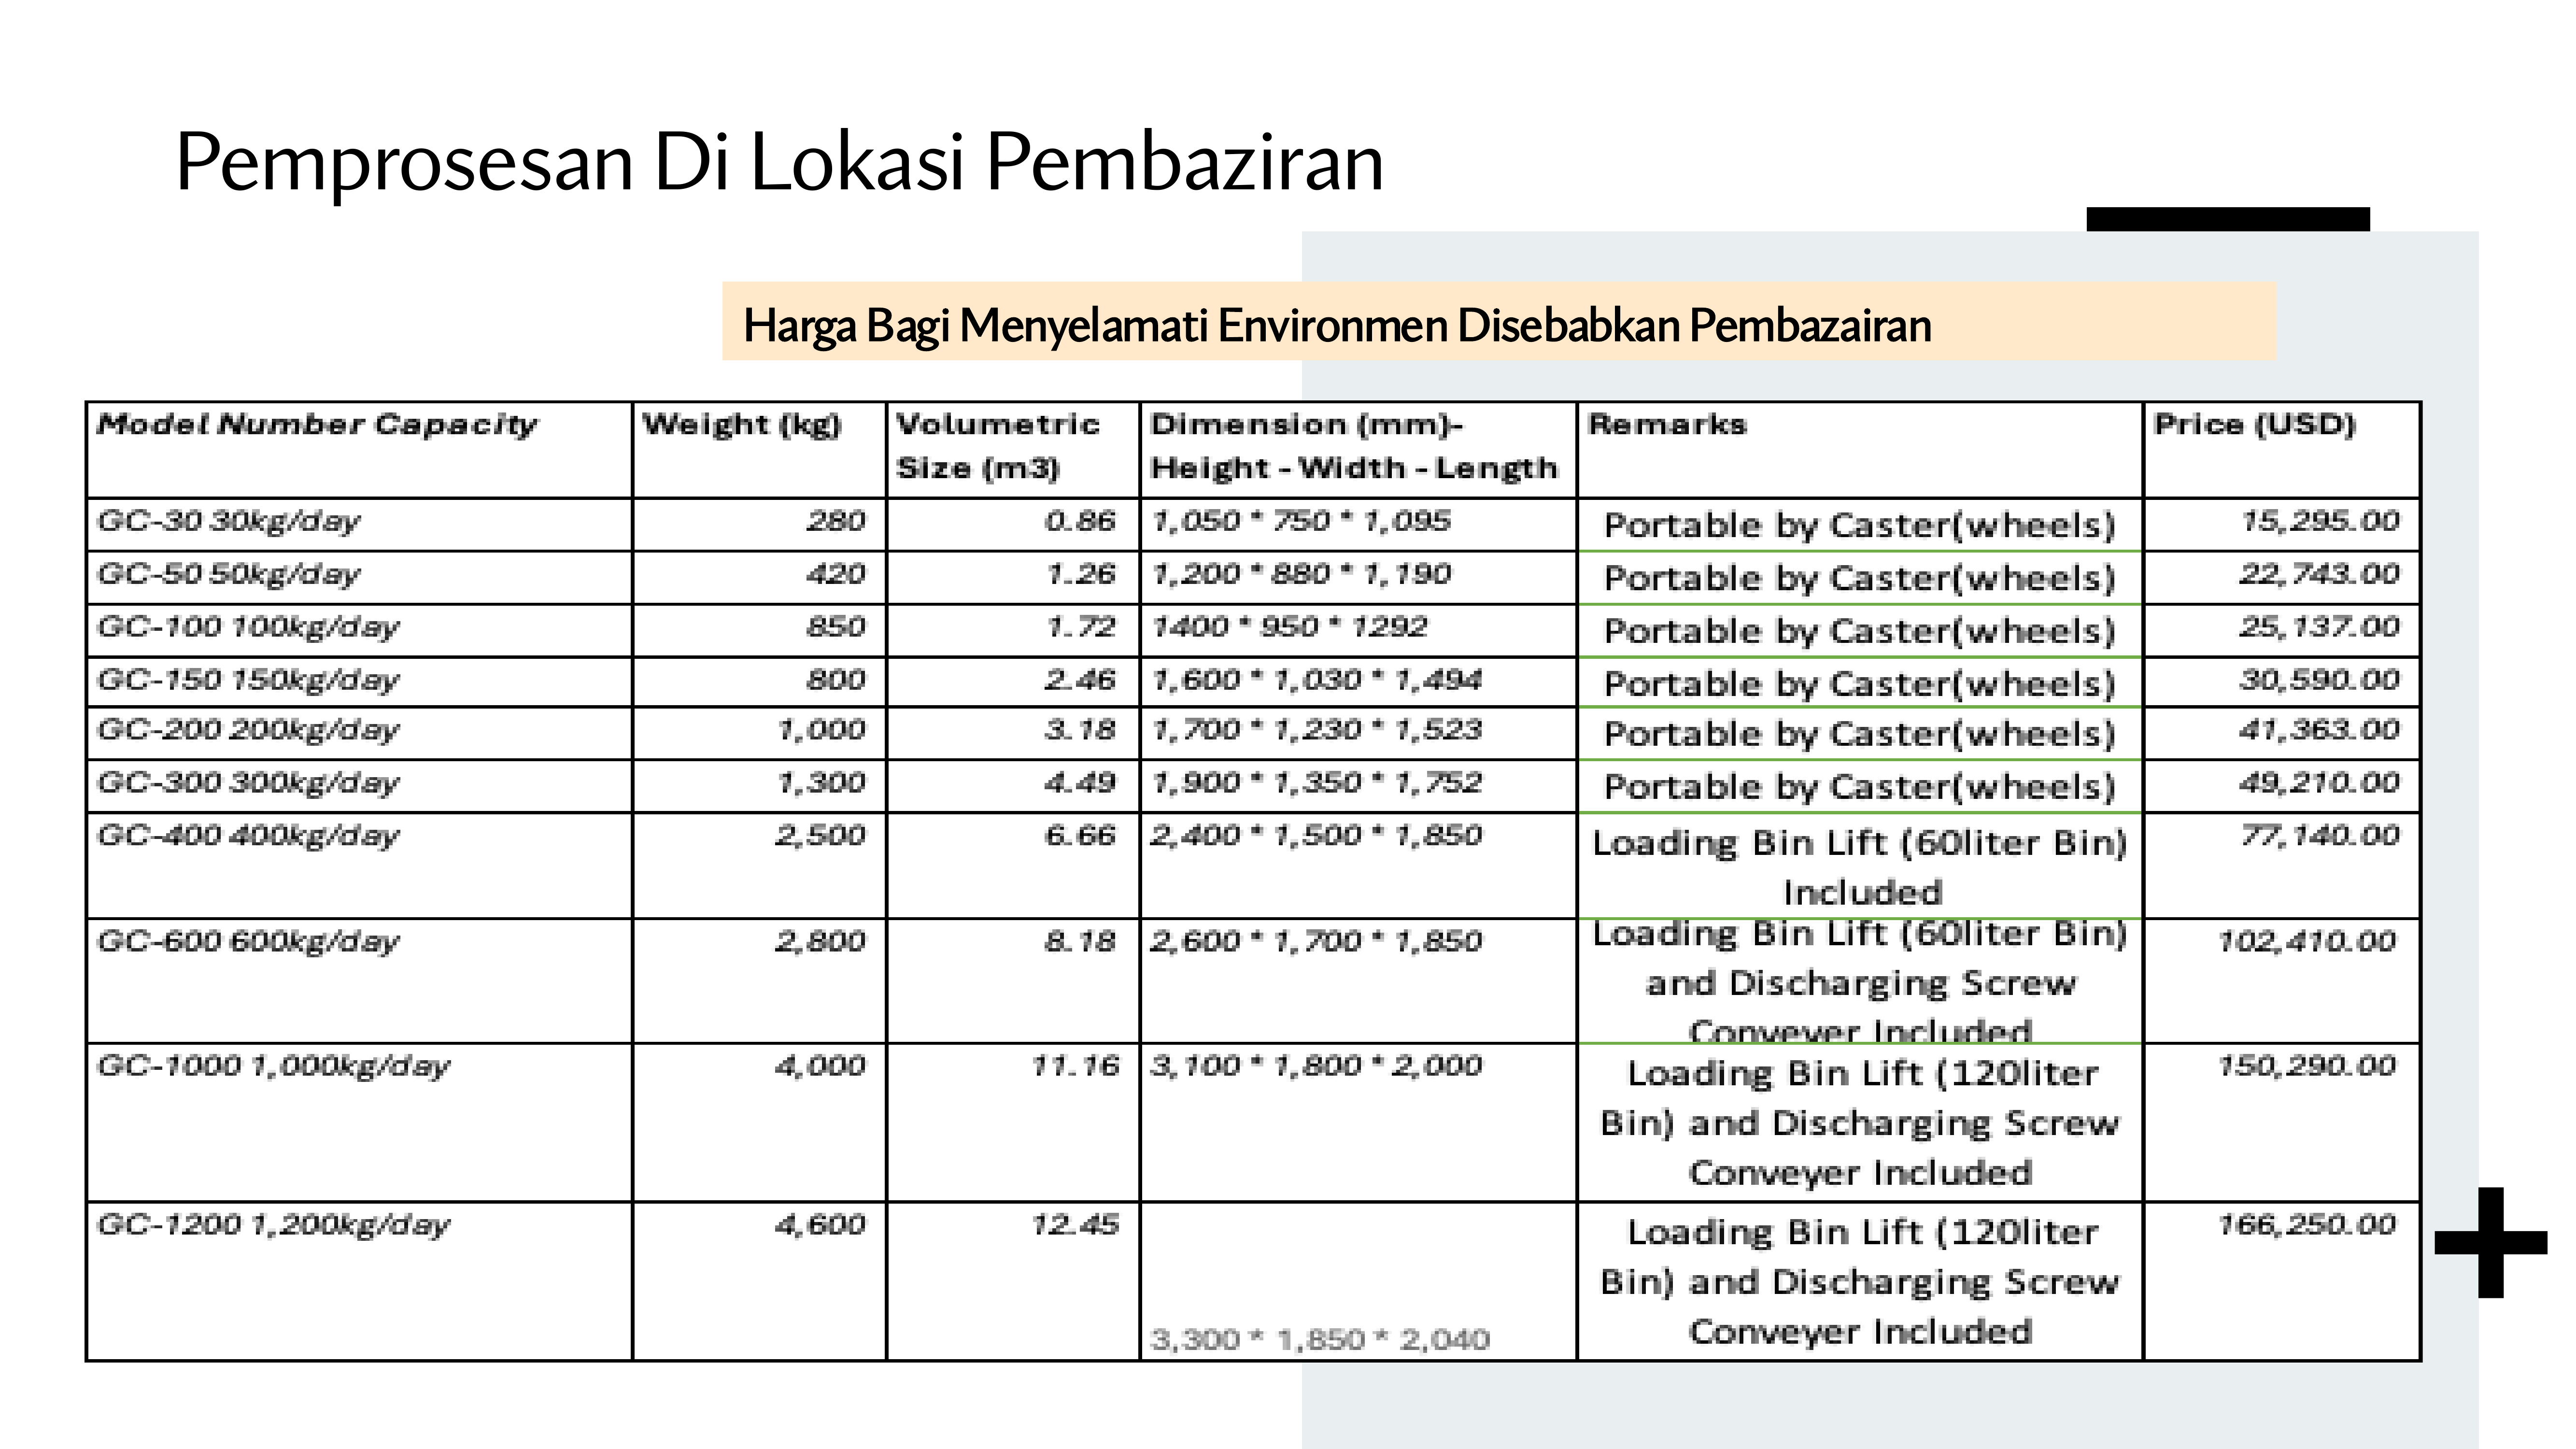 Pemprosesan Di Lokasi Pembaziran
Harga Bagi Menyelamati Environmen Disebabkan Pembazairan
Model Number Capacity Weight (kg) Volumetric Size (m3) Dimension (mm)- Height - Width - Length Remarks Price (USD)
GC-30 30kg/day 280 0.86 1,050 * 750 * 1,095 Portable by Caster(wheels) 15,295.00
GC-50 50kg/day 420 1.26 1,200 * 880 * 1,190 Portable by Caster(wheels) 22,743.00
GC-100 100kg/day 850 1.72 1400 * 950 * 1292 Portable by Caster(wheels) 25,137.00
GC-150 150kg/day 800 2.46 1,600 * 1,030 * 1,494 Portable by Caster(wheels) 30,590.00
GC-200 200kg/day 1,000 3.18 1,700 * 1,230 * 1,523 Portable by Caster(wheels) 41,363.00
GC-300 300kg/day 1,300 4.49 1,900 * 1,350 * 1,752 Portable by Caster(wheels) 49,210.00
GC-400 400kg/day 2,500 6.66 2,400 * 1,500 * 1,850 Loading Bin Lift (60liter Bin) Included 77,140.00
GC-600 600kg/day 2,800 8.18 2,600 * 1,700 * 1,850 Loading Bin Lift (60liter Bin) and Discharging Screw Conveyer Included 102,410.00
GC-1000 1,000kg/day 4,000 11.16 3,100 * 1,800 * 2,000 Loading Bin Lift (120liter Bin) and Discharging Screw Conveyer Included 150,290.00
GC-1200 1,200kg/day 4,600 12.45 3,300 * 1,850 * 2,040 Loading Bin Lift (120liter Bin) and Discharging Screw Conveyer Included 166,250.00